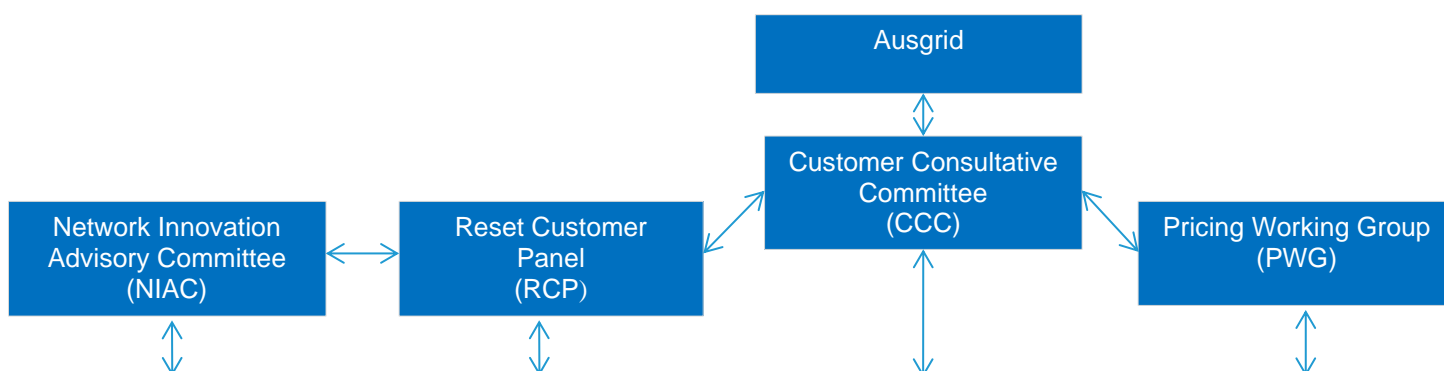 Ausgrid
Customer Consultative
Committee
(CCC)
Network Innovation
Advisory Committee
(NIAC)
Reset Customer
Panel
(RCP)
Pricing Working Group
(PWG)